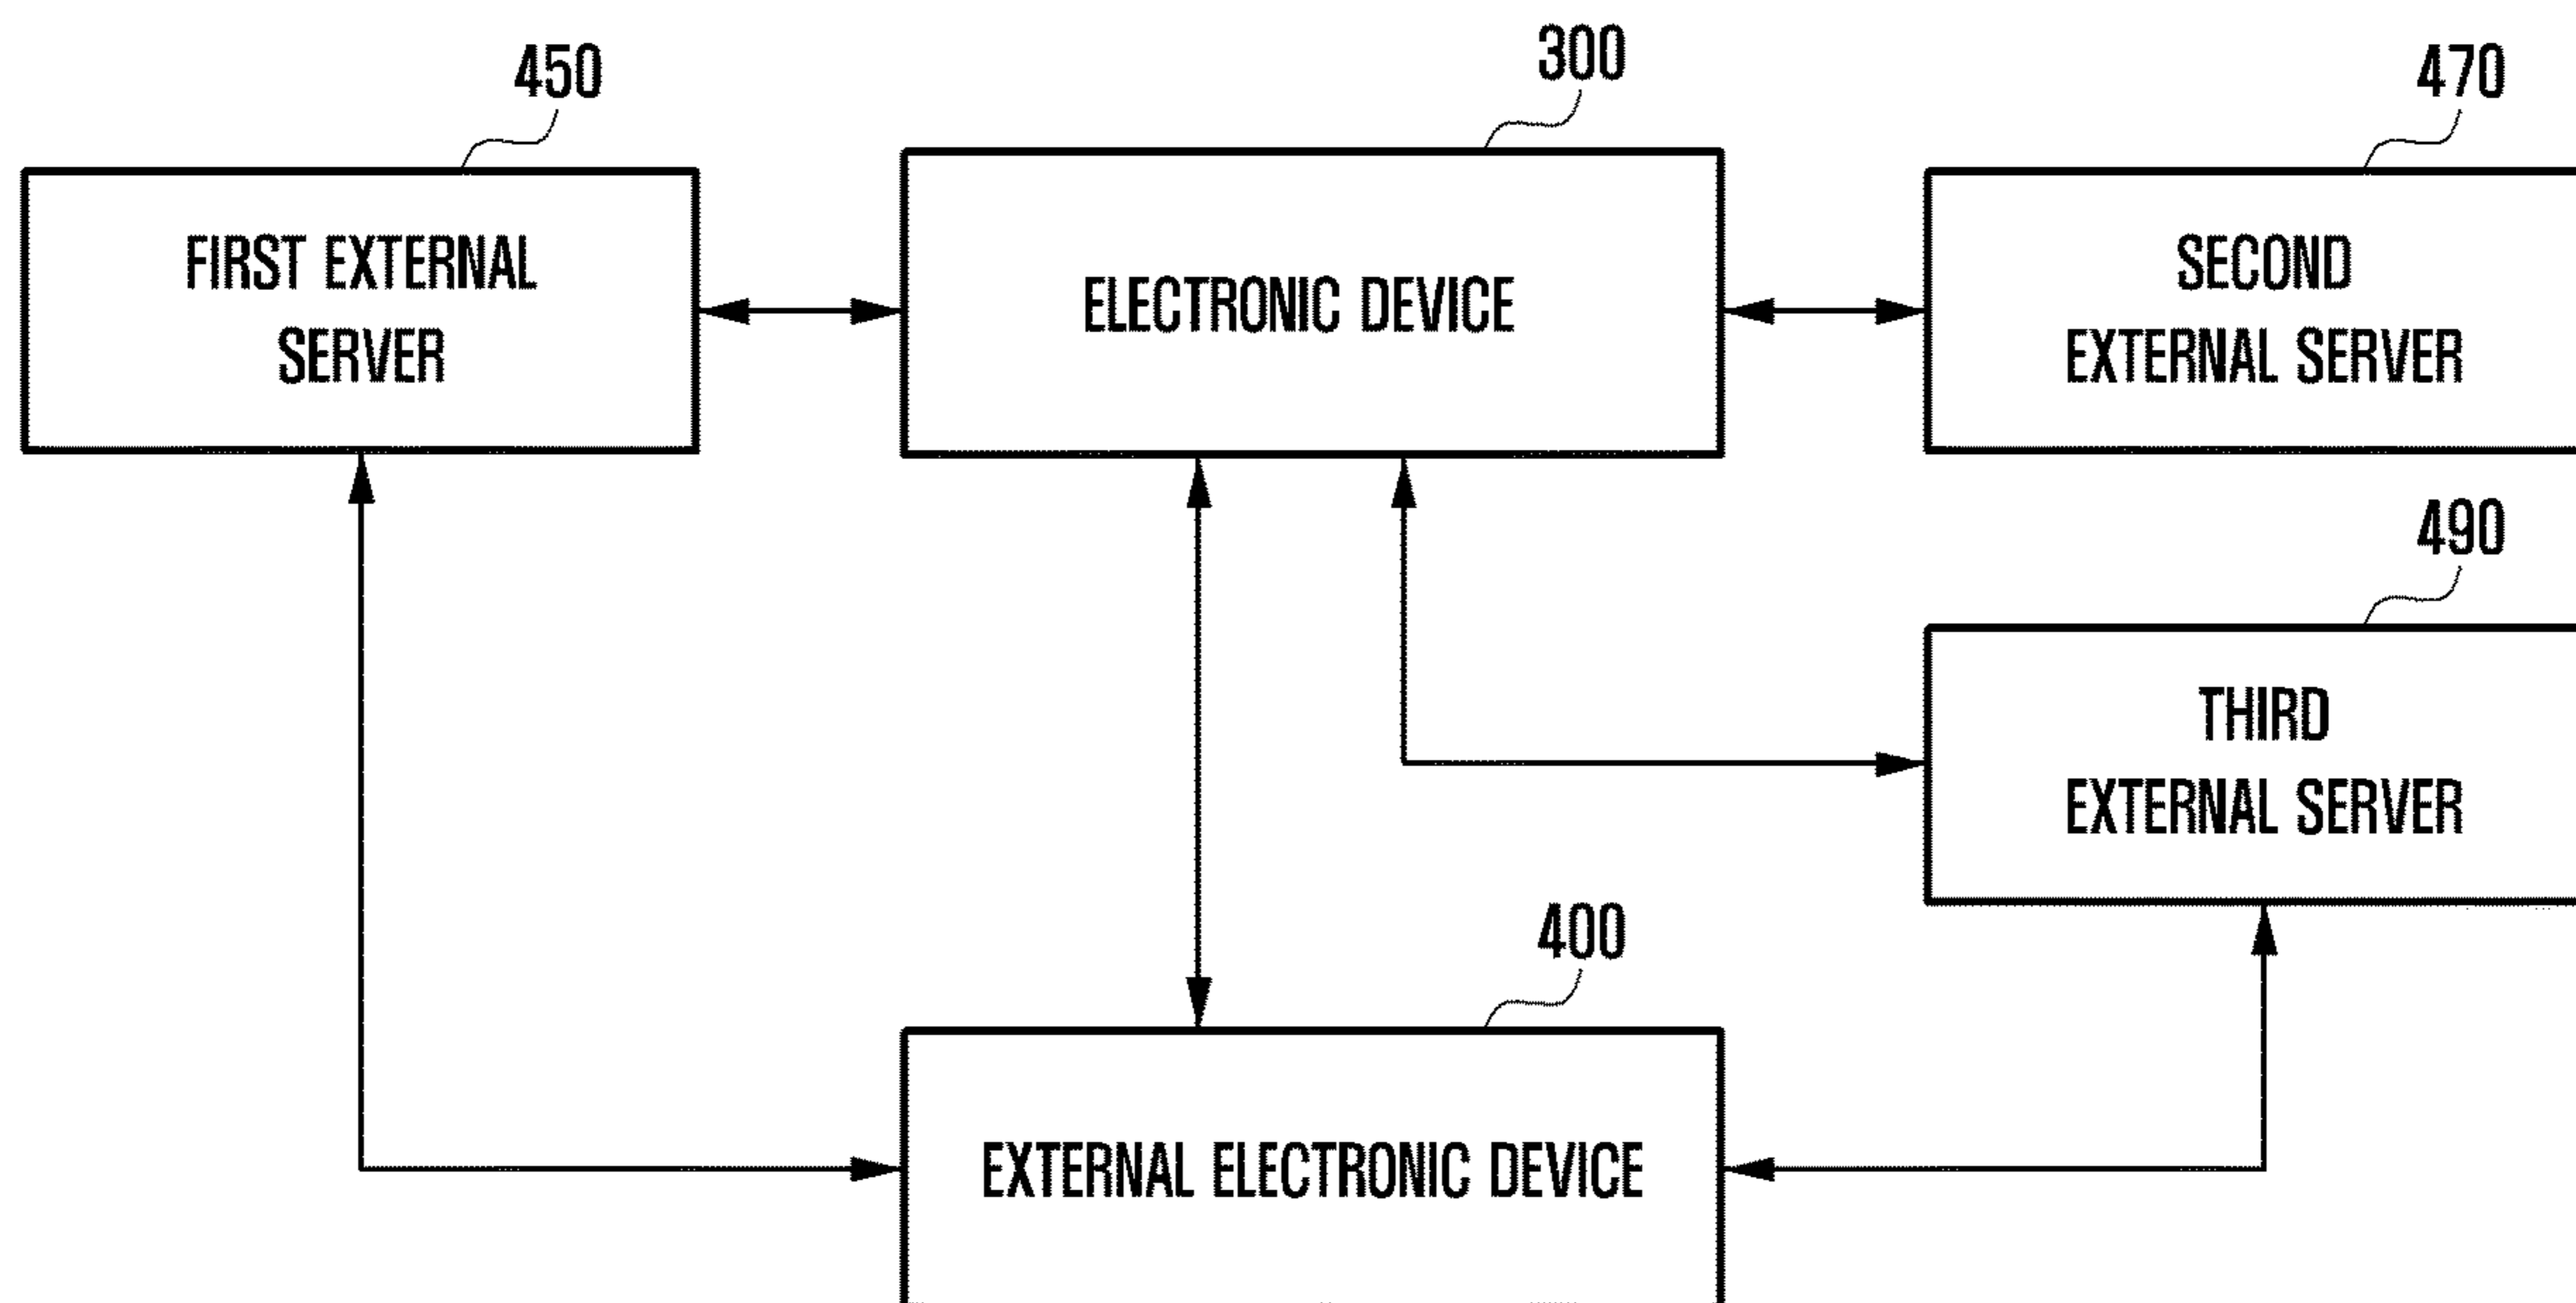 450
300
470
FIRST EXTERNAL
SERVER
ELECTRONIC DEVICE
SECOND
EXTERNAL SERVER
490
THIRD
EXTERNAL SERVER
400
EXTERNAL ELECTRONIC DEVICE